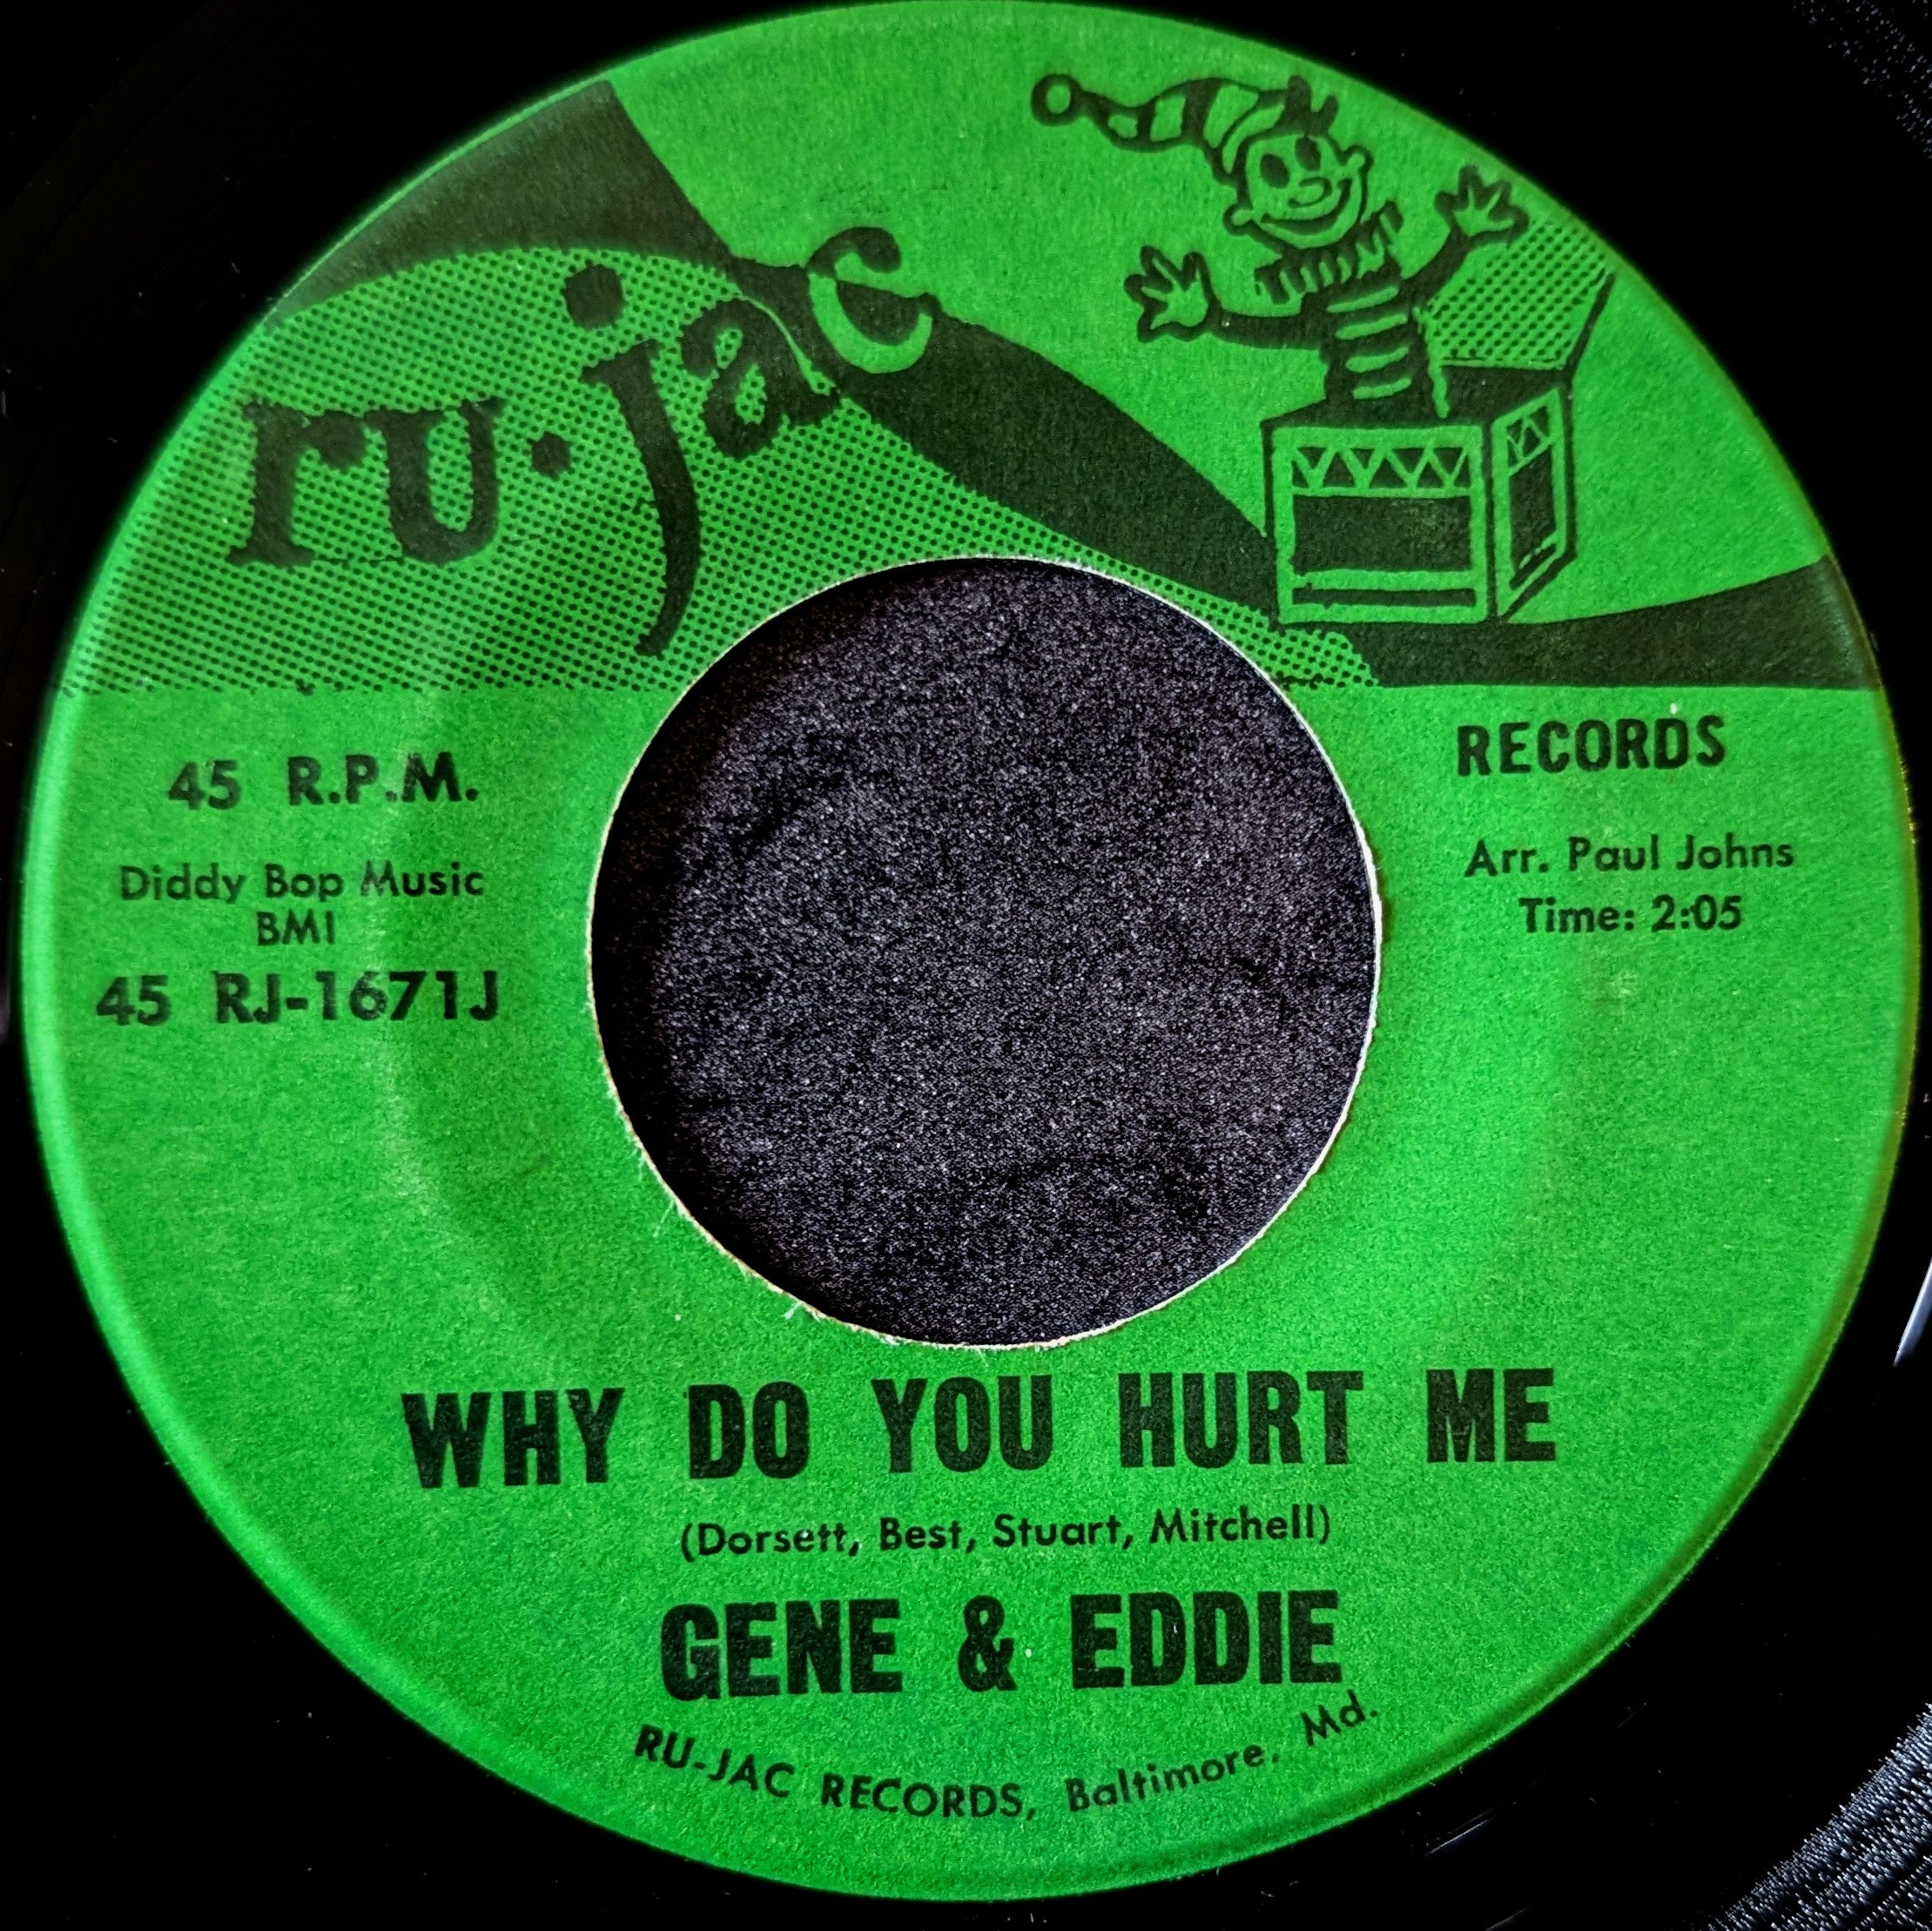 ru·jac
RECORDS
45 R.P.M.
Diddy Bop Music
BMI
45 RJ-1671J
Arr. Paul Johns
Time: 2:05
WHY DO YOU HURT ME
(Dorsett, Best, Stuart, Mitchell)
GENE & EDDIE
RU-JAC RECORDS, Baltimore, Md.